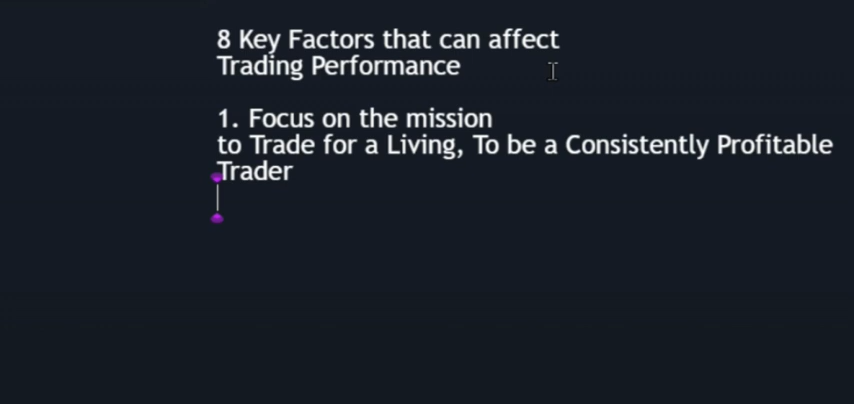 8 Key Factors that can affect
Trading Performance
1. Focus on the mission
to Trade for a Living, To be a Consistently Profitable
Trader